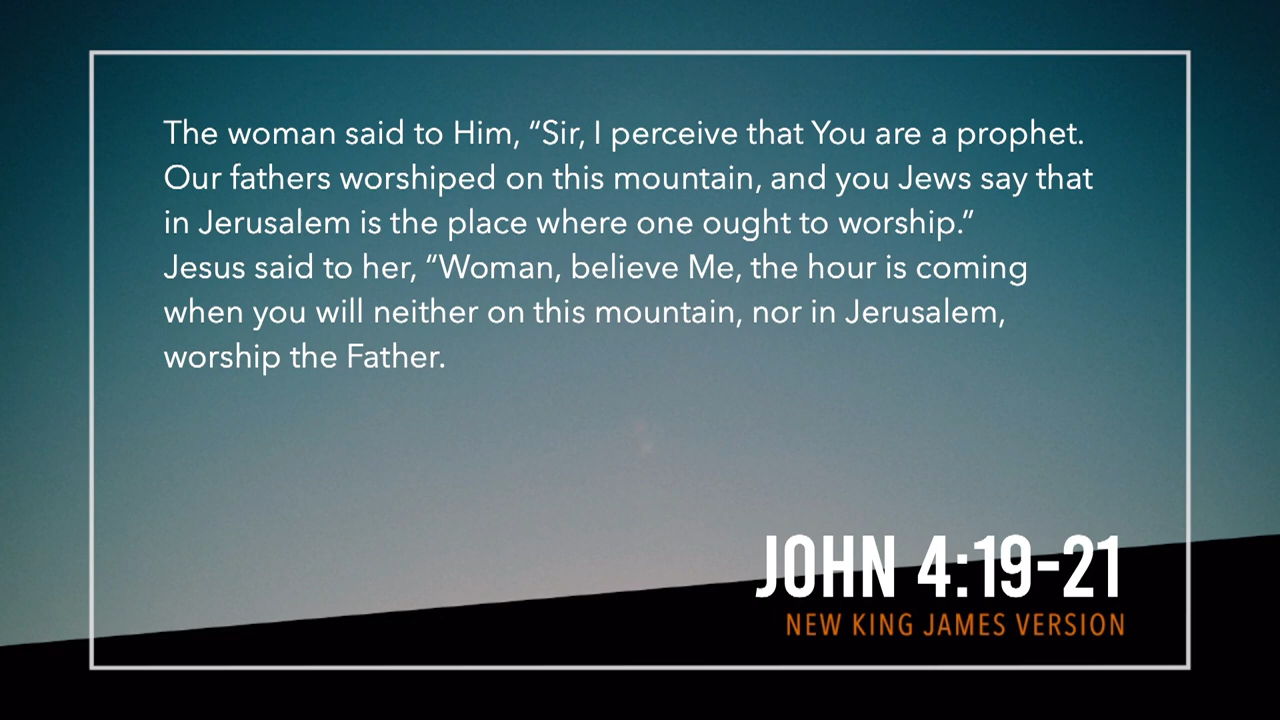 The woman said to Him, “Sir, I perceive that You are a prophet.
Our fathers worshiped on this mountain, and you Jews say that
in Jerusalem is the place where one ought to worship.”
Jesus said to her, “Woman, believe Me, the hour is coming
when you will neither on this mountain, nor in Jerusalem,
worship the Father.
JOHN 4:19-21
NEW KING JAMES VERSION